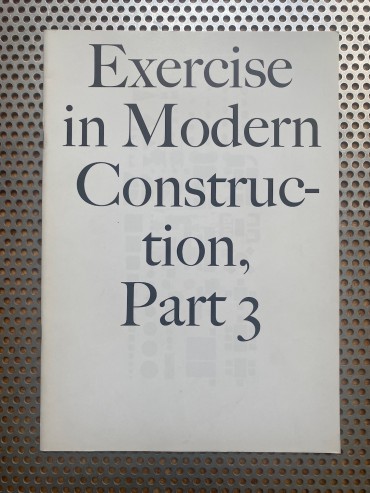 Exercise
in Modern
Construc-
tion,
Part 3